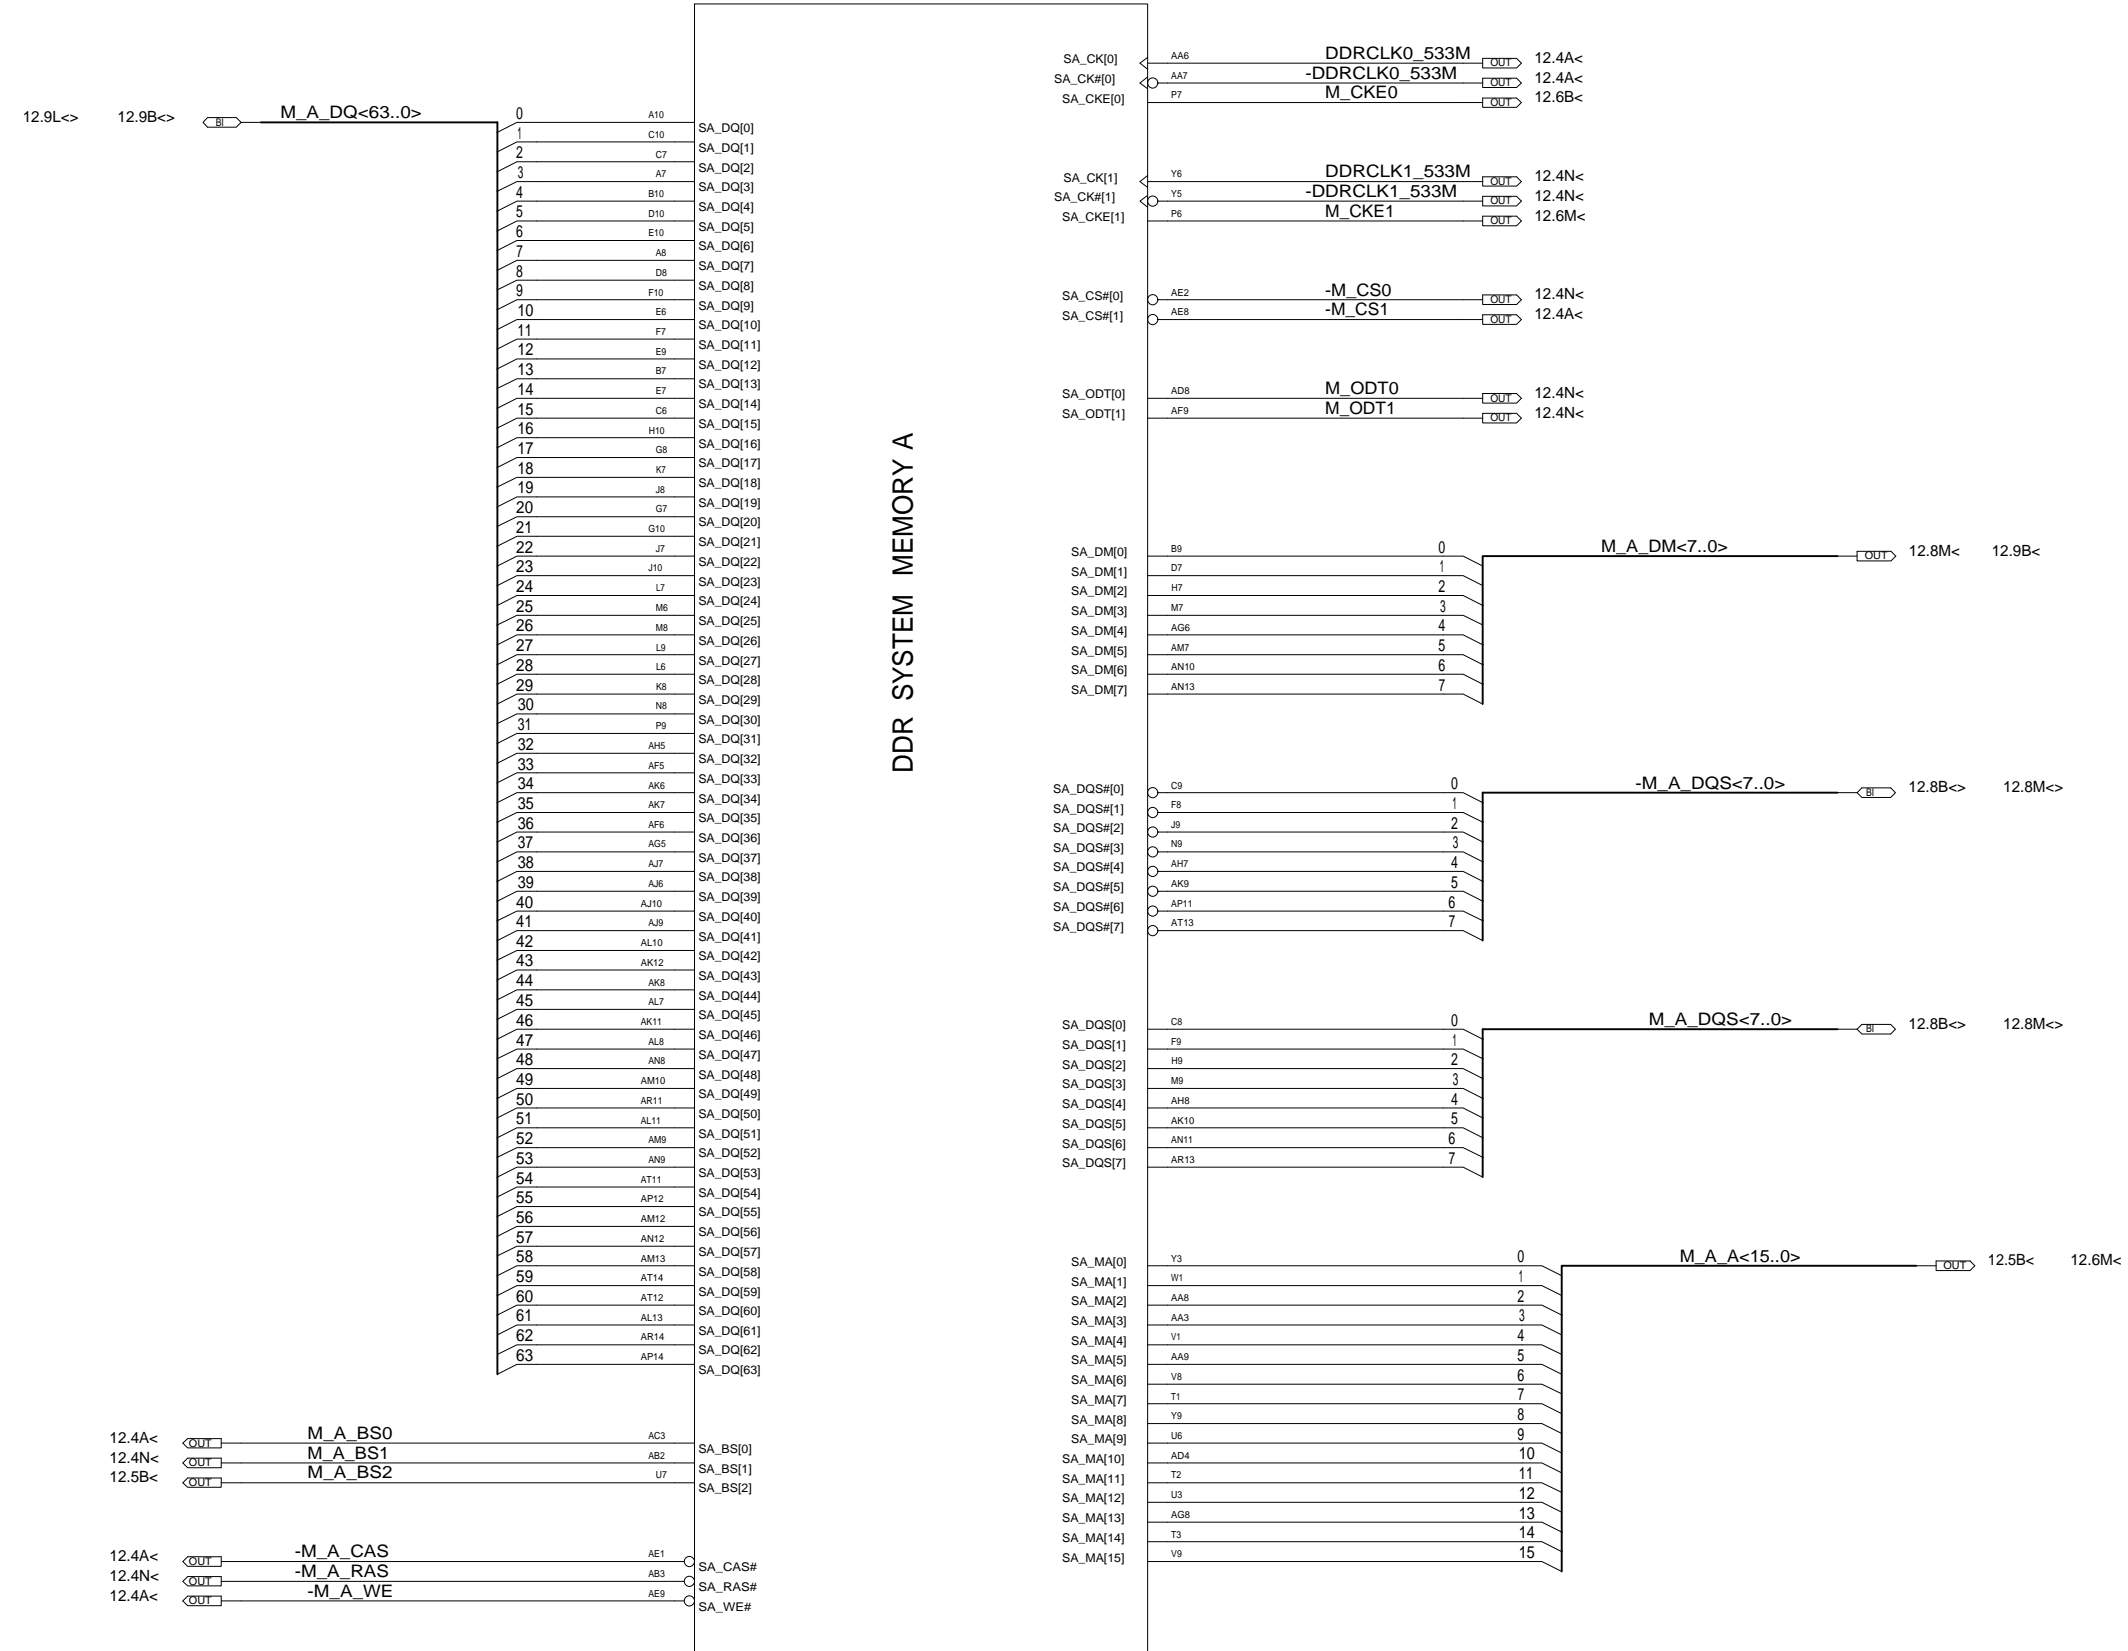 12.9L<> 12.9B<> BI M_A_DQ<63..0>
0 A10 SA_DQ[0]
1 C10 SA_DQ[1]
2 C7 SA_DQ[2]
3 A7 SA_DQ[3]
4 B10 SA_DQ[4]
5 D10 SA_DQ[5]
6 E10 SA_DQ[6]
7 A8 SA_DQ[7]
8 D8 SA_DQ[8]
9 F10 SA_DQ[9]
10 E6 SA_DQ[10]
11 F7 SA_DQ[11]
12 E9 SA_DQ[12]
13 B7 SA_DQ[13]
14 E7 SA_DQ[14]
15 C6 SA_DQ[15]
16 H10 SA_DQ[16]
17 G8 SA_DQ[17]
18 K7 SA_DQ[18]
19 J8 SA_DQ[19]
20 G7 SA_DQ[20]
21 G10 SA_DQ[21]
22 J7 SA_DQ[22]
23 J10 SA_DQ[23]
24 L7 SA_DQ[24]
25 M6 SA_DQ[25]
26 M8 SA_DQ[26]
27 L9 SA_DQ[27]
28 L6 SA_DQ[28]
29 K8 SA_DQ[29]
30 N8 SA_DQ[30]
31 P9 SA_DQ[31]
32 AH5 SA_DQ[32]
33 AF5 SA_DQ[33]
34 AK6 SA_DQ[34]
35 AK7 SA_DQ[35]
36 AF6 SA_DQ[36]
37 AG5 SA_DQ[37]
38 AJ7 SA_DQ[38]
39 AJ6 SA_DQ[39]
40 AJ10 SA_DQ[40]
41 AJ9 SA_DQ[41]
42 AL10 SA_DQ[42]
43 AK12 SA_DQ[43]
44 AK8 SA_DQ[44]
45 AL7 SA_DQ[45]
46 AK11 SA_DQ[46]
47 AL8 SA_DQ[47]
48 AN8 SA_DQ[48]
49 AM10 SA_DQ[49]
50 AR11 SA_DQ[50]
51 AL11 SA_DQ[51]
52 AM9 SA_DQ[52]
53 AN9 SA_DQ[53]
54 AT11 SA_DQ[54]
55 AP12 SA_DQ[55]
56 AM12 SA_DQ[56]
57 AN12 SA_DQ[57]
58 AM13 SA_DQ[58]
59 AT14 SA_DQ[59]
60 AT12 SA_DQ[60]
61 AL13 SA_DQ[61]
62 AR14 SA_DQ[62]
63 AP14 SA_DQ[63]
12.4A< OUT M_A_BS0 AC3 SA_BS[0]
12.4N< OUT M_A_BS1 AB2 SA_BS[1]
12.5B< OUT M_A_BS2 U7 SA_BS[2]
12.4A< OUT -M_A_CAS AE1 SA_CAS#
12.4N< OUT -M_A_RAS AB3 SA_RAS#
12.4A< OUT -M_A_WE AE9 SA_WE#
DDR SYSTEM MEMORY A
SA_CK[0] AA6 DDRCLK0_533M OUT 12.4A<
SA_CK#[0] AA7 -DDRCLK0_533M OUT 12.4A<
SA_CKE[0] P7 M_CKE0 OUT 12.6B<
SA_CK[1] Y6 DDRCLK1_533M OUT 12.4N<
SA_CK#[1] Y5 -DDRCLK1_533M OUT 12.4N<
SA_CKE[1] P6 M_CKE1 OUT 12.6M<
SA_CS#[0] AE2 -M_CS0 OUT 12.4N<
SA_CS#[1] AE8 -M_CS1 OUT 12.4A<
SA_ODT[0] AD8 M_ODT0 OUT 12.4N<
SA_ODT[1] AF9 M_ODT1 OUT 12.4N<
SA_DM[0] B9 0 M_A_DM<7..0> OUT 12.8M< 12.9B<
SA_DM[1] D7 1
SA_DM[2] H7 2
SA_DM[3] M7 3
SA_DM[4] AG6 4
SA_DM[5] AM7 5
SA_DM[6] AN10 6
SA_DM[7] AN13 7
SA_DQS#[0] C9 0 -M_A_DQS<7..0> BI 12.8B<> 12.8M<>
SA_DQS#[1] F8 1
SA_DQS#[2] J9 2
SA_DQS#[3] N9 3
SA_DQS#[4] AH7 4
SA_DQS#[5] AK9 5
SA_DQS#[6] AP11 6
SA_DQS#[7] AT13 7
SA_DQS[0] C8 0 M_A_DQS<7..0> BI 12.8B<> 12.8M<>
SA_DQS[1] F9 1
SA_DQS[2] H9 2
SA_DQS[3] M9 3
SA_DQS[4] AH8 4
SA_DQS[5] AK10 5
SA_DQS[6] AN11 6
SA_DQS[7] AR13 7
SA_MA[0] Y3 0 M_A_A<15..0> OUT 12.5B< 12.6M<
SA_MA[1] W1 1
SA_MA[2] AA8 2
SA_MA[3] AA3 3
SA_MA[4] V1 4
SA_MA[5] AA9 5
SA_MA[6] V8 6
SA_MA[7] T1 7
SA_MA[8] Y9 8
SA_MA[9] U6 9
SA_MA[10] AD4 10
SA_MA[11] T2 11
SA_MA[12] U3 12
SA_MA[13] AG8 13
SA_MA[14] T3 14
SA_MA[15] V9 15